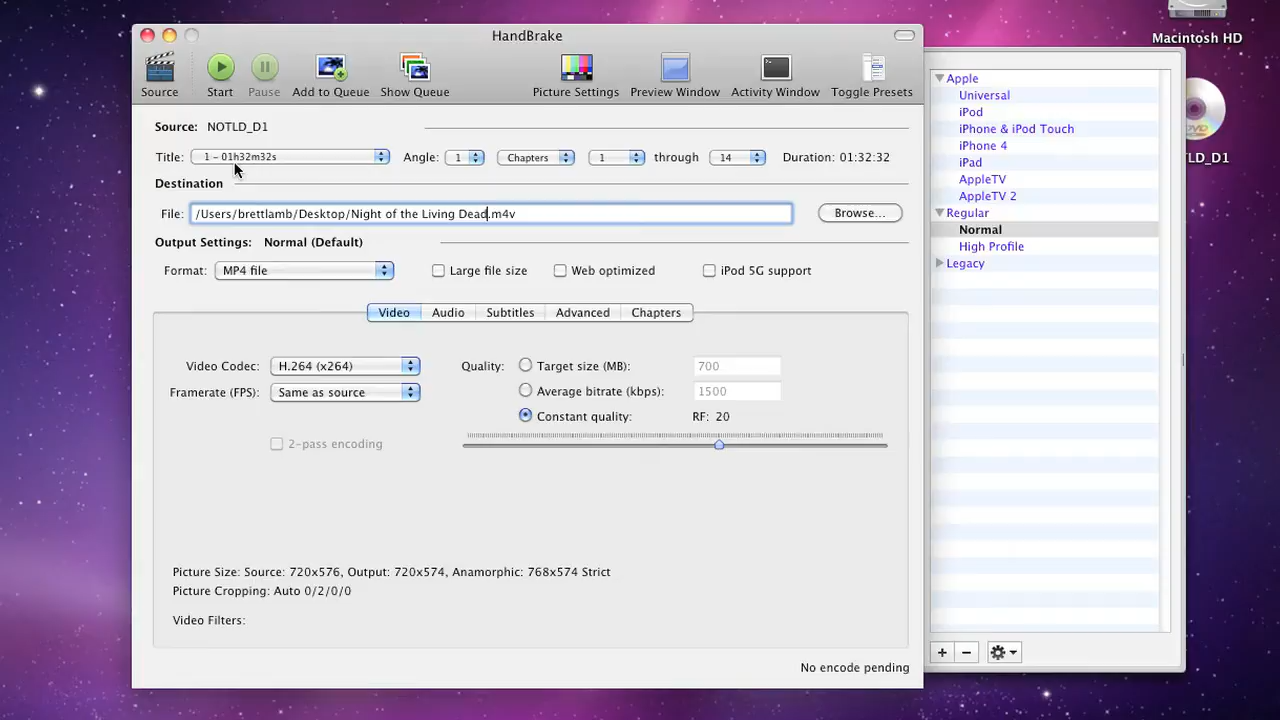 HandBrake
Macintosh HD
Source Start Pause Add to Queue Show Queue Picture Settings Preview Window Activity Window Toggle Presets
Source: NOTLD_D1
Title: 1 - 01h32m32s Angle: 1 Chapters 1 through 14 Duration: 01:32:32
Destination
File: /Users/brettlamb/Desktop/Night of the Living Dead.m4v Browse...
Output Settings: Normal (Default)
Format: MP4 file Large file size Web optimized iPod 5G support
Video Audio Subtitles Advanced Chapters
Video Codec: H.264 (x264) Quality: Target size (MB): 700
Framerate (FPS): Same as source Average bitrate (kbps): 1500
Constant quality: RF: 20
2-pass encoding
Picture Size: Source: 720x576, Output: 720x574, Anamorphic: 768x574 Strict
Picture Cropping: Auto 0/2/0/0
Video Filters:
No encode pending
Apple
Universal
iPod
iPhone & iPod Touch
iPhone 4
iPad
AppleTV
AppleTV 2
Regular
Normal
High Profile
Legacy
TLD_D1